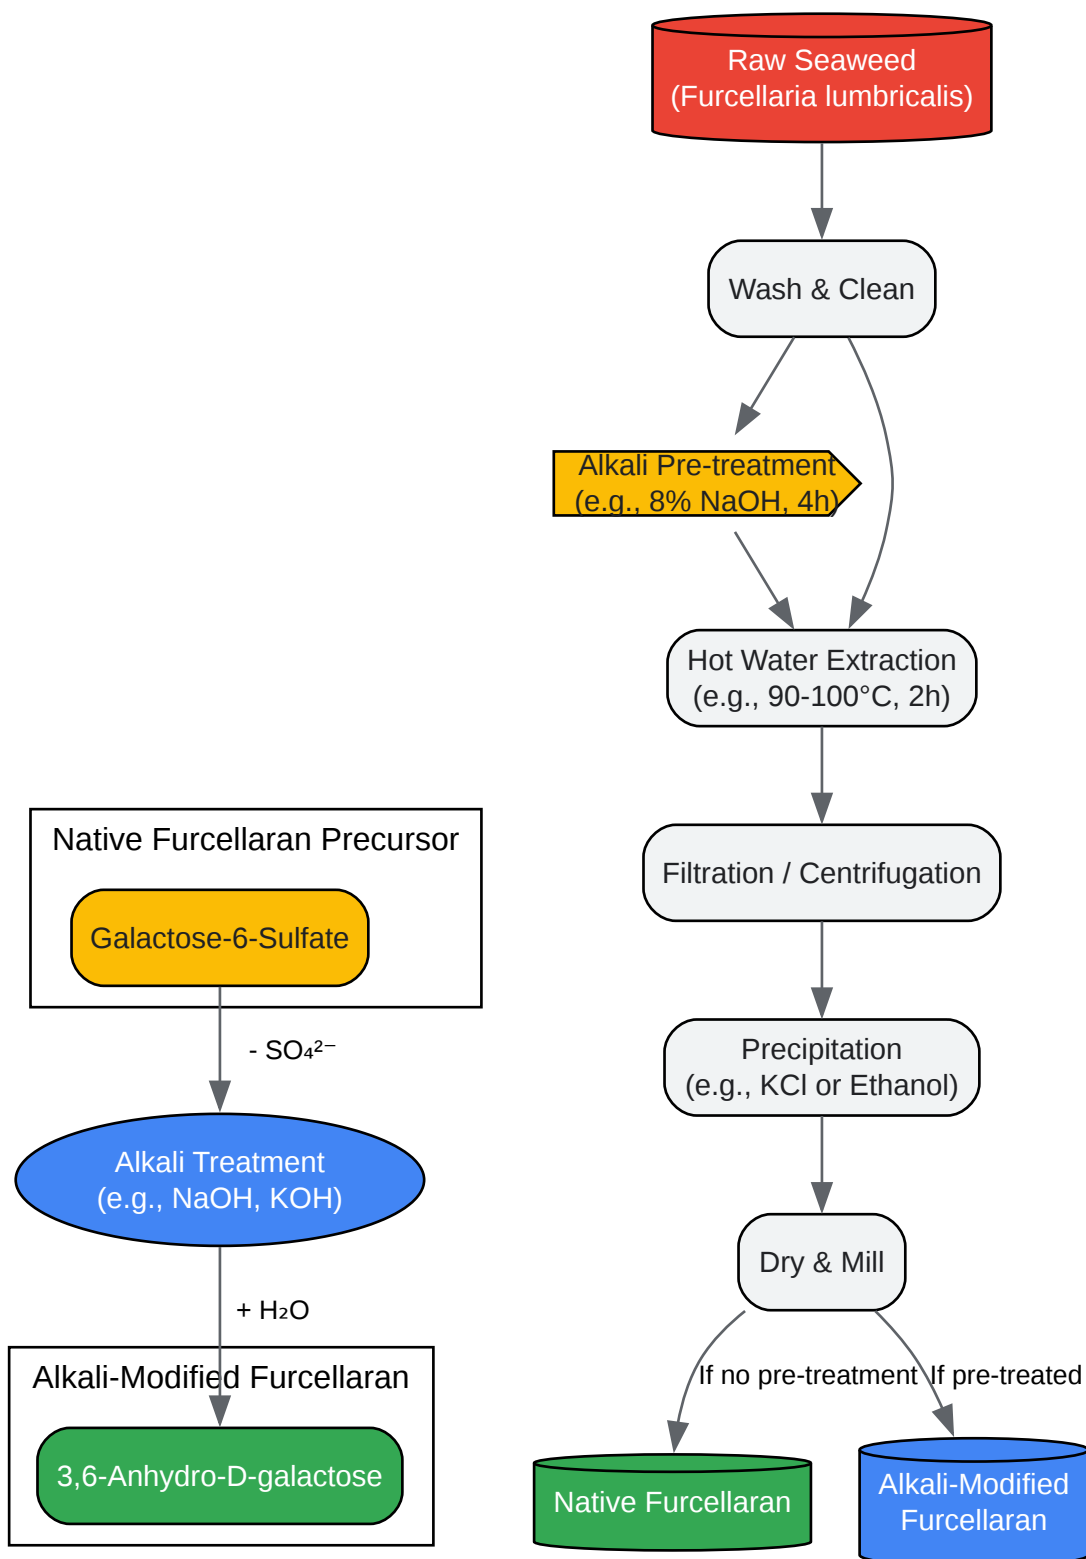 Raw Seaweed
(Furcellaria lumbricalis)
Wash & Clean
Alkali Pre-treatment
(e.g., 8% NaOH, 4h)
Hot Water Extraction
(e.g., 90-100°C, 2h)
Filtration / Centrifugation
Precipitation
(e.g., KCl or Ethanol)
Dry & Mill
If no pre-treatment
If pre-treated
Native Furcellaran
Alkali-Modified
Furcellaran
Native Furcellaran Precursor
Galactose-6-Sulfate
- SO₄²⁻
Alkali Treatment
(e.g., NaOH, KOH)
+ H₂O
Alkali-Modified Furcellaran
3,6-Anhydro-D-galactose